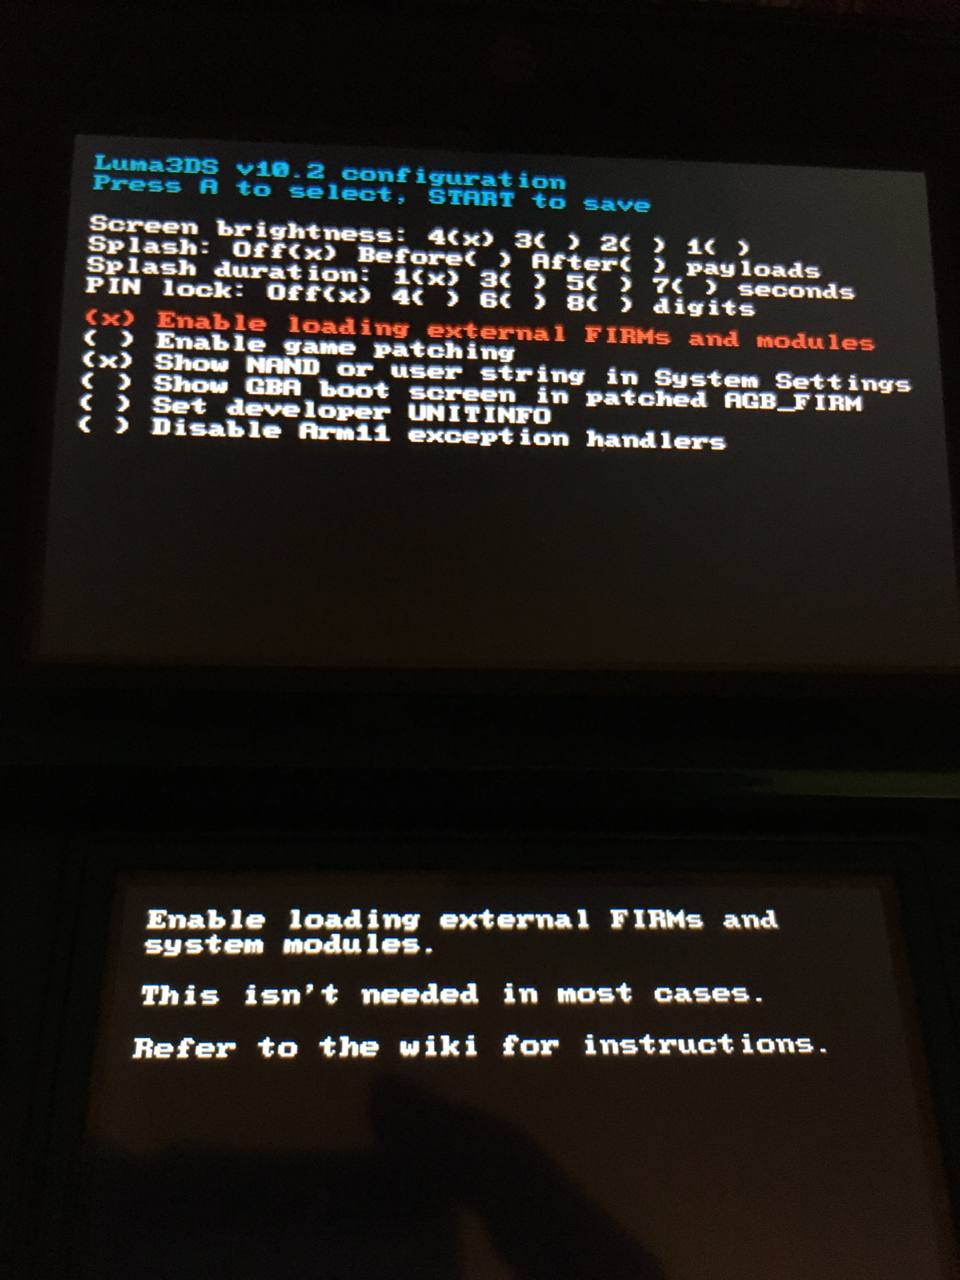 Luma3DS v10.2 configuration
Press A to select, START to save
Screen brightness: 4(x) 3( ) 2( ) 1( )
Splash: Off(x) Before( ) After( ) payloads
Splash duration: 1(x) 3( ) 5( ) 7( ) seconds
PIN lock: Off(x) 4( ) 6( ) 8( ) digits
(x) Enable loading external FIRMs and modules
( ) Enable game patching
(x) Show NAND or user string in System Settings
( ) Show GBA boot screen in patched AGB_FIRM
( ) Set developer UNITINFO
( ) Disable Arm11 exception handlers
Enable loading external FIRMs and
system modules.
This isn't needed in most cases.
Refer to the wiki for instructions.